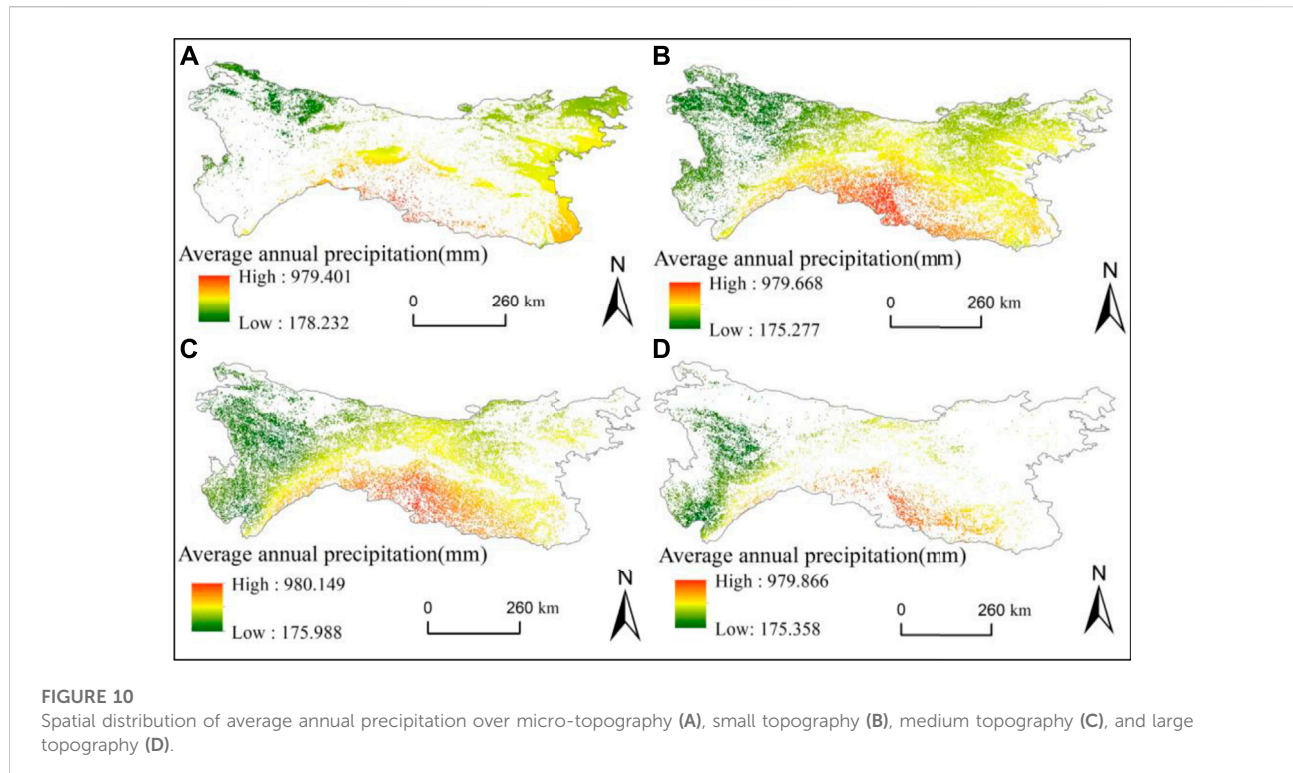 A
Average annual precipitation(mm)
High : 979.401
Low : 178.232
0 260 km
N
B
Average annual precipitation(mm)
High : 979.668
Low : 175.277
0 260 km
N
C
Average annual precipitation(mm)
High : 980.149
Low : 175.988
0 260 km
N
D
Average annual precipitation(mm)
High : 979.866
Low: 175.358
0 260 km
N
FIGURE 10
Spatial distribution of average annual precipitation over micro-topography (A), small topography (B), medium topography (C), and large
topography (D).